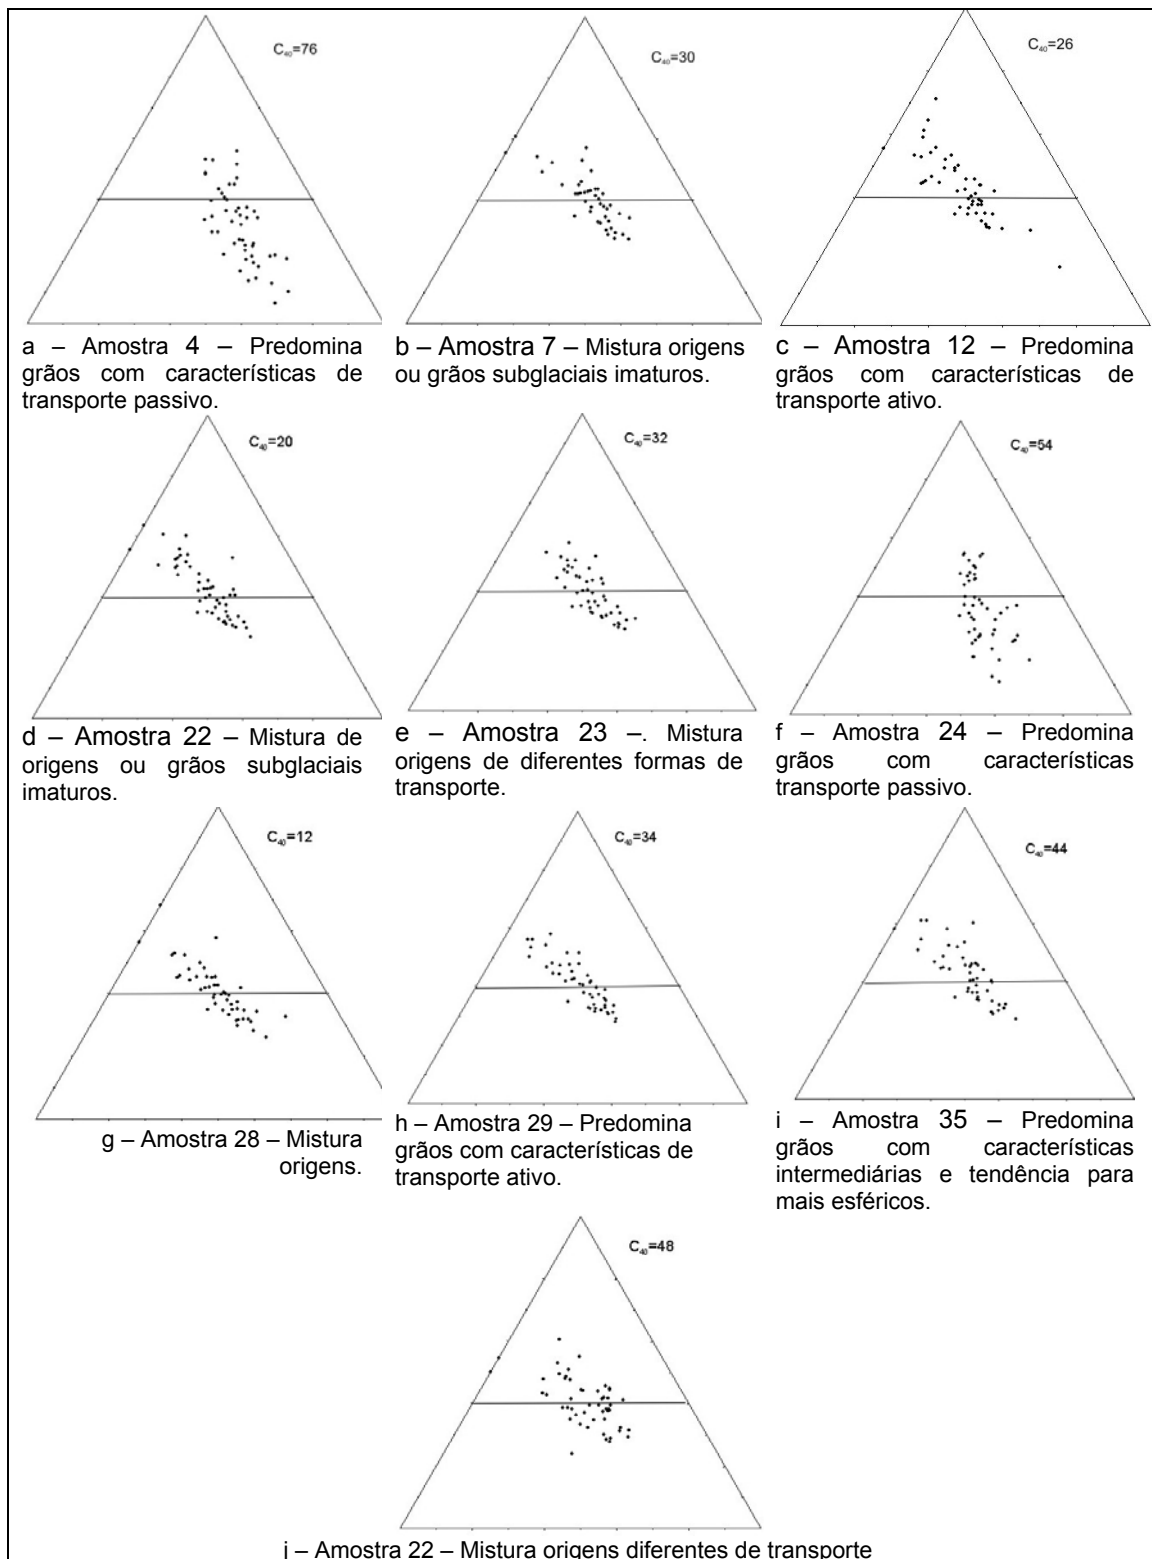 C₄₀=76
C₄₀=30
C₄₀=26
a – Amostra 4 – Predomina
grãos com características de
transporte passivo.
b – Amostra 7 – Mistura origens
ou grãos subglaciais imaturos.
c – Amostra 12 – Predomina
grãos com características de
transporte ativo.
C₄₀=20
C₄₀=32
C₄₀=54
d – Amostra 22 – Mistura de
origens ou grãos subglaciais
imaturos.
e – Amostra 23 –. Mistura
origens de diferentes formas de
transporte.
f – Amostra 24 – Predomina
grãos com características
transporte passivo.
C₄₀=12
C₄₀=34
C₄₀=44
g – Amostra 28 – Mistura
origens.
h – Amostra 29 – Predomina
grãos com características de
transporte ativo.
i – Amostra 35 – Predomina
grãos com características
intermediárias e tendência para
mais esféricos.
C₄₀=48
j – Amostra 22 – Mistura origens diferentes de transporte